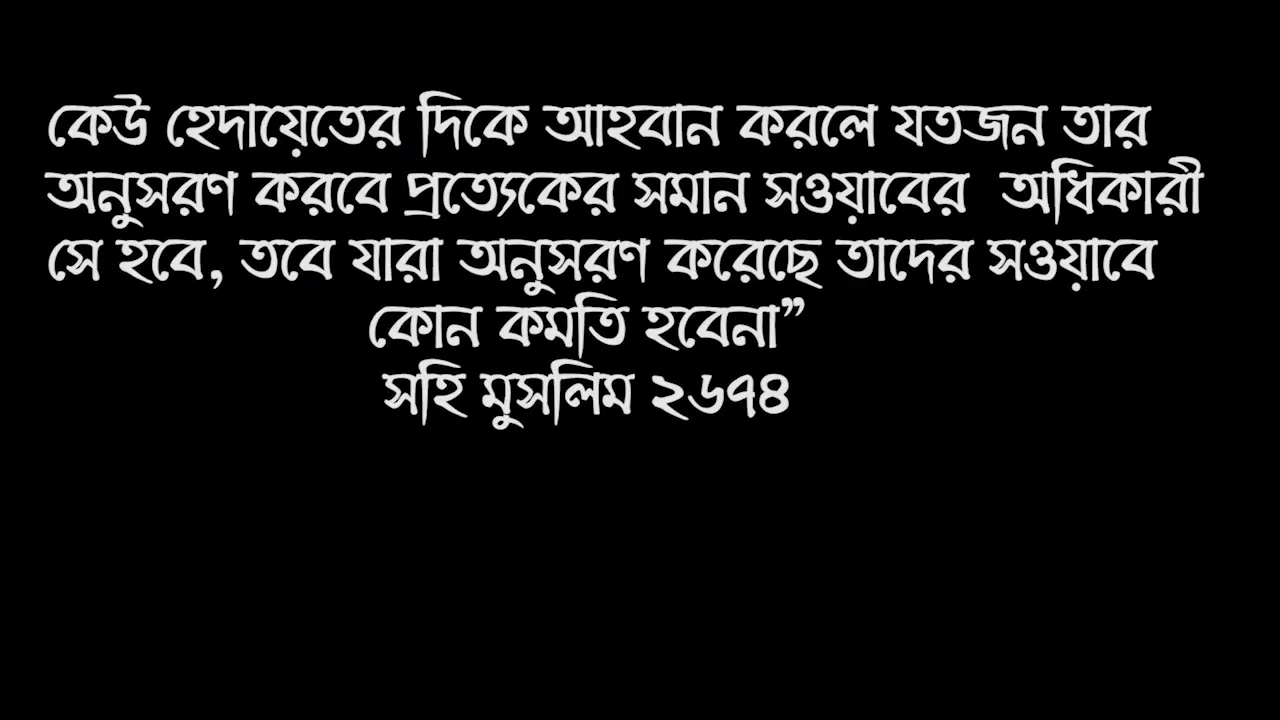 কেউ হেদায়েতের দিকে আহবান করলে যতজন তার
অনুসরণ করবে প্রত্যেকের সমান সওয়াবের অধিকারী
সে হবে, তবে যারা অনুসরণ করেছে তাদের সওয়াবে
কোন কমতি হবেনা”
সহি মুসলিম ২৬৭৪